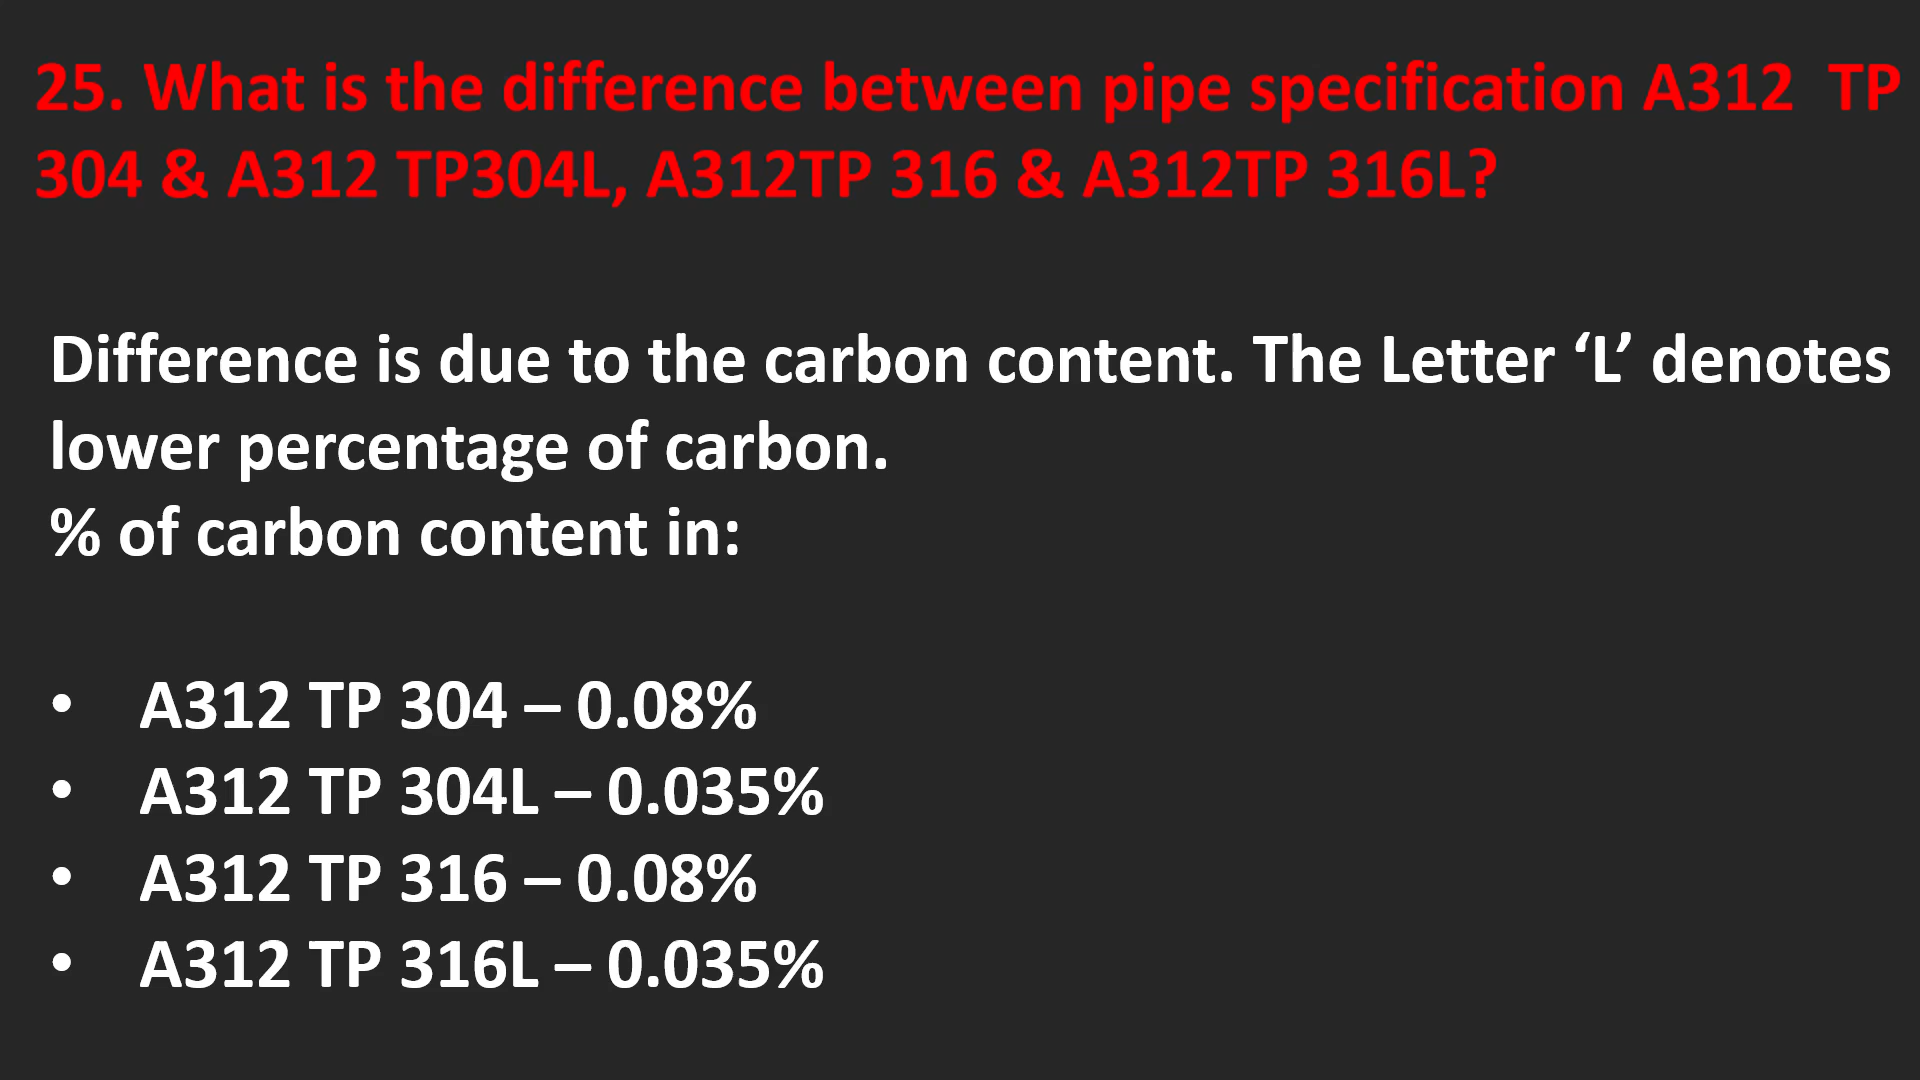 25. What is the difference between pipe specification A312  TP
304 & A312 TP304L, A312TP 316 & A312TP 316L?
Difference is due to the carbon content. The Letter ‘L’ denotes
lower percentage of carbon.
% of carbon content in:
• A312 TP 304 – 0.08%
• A312 TP 304L – 0.035%
• A312 TP 316 – 0.08%
• A312 TP 316L – 0.035%